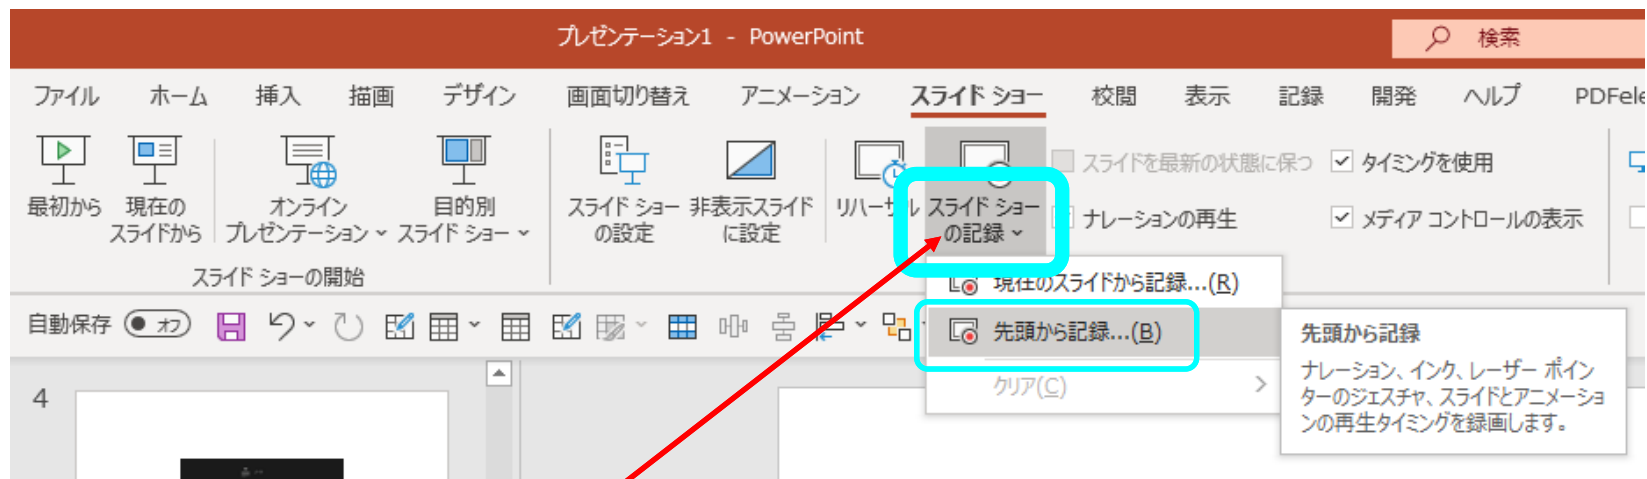 プレゼンテーション1 - PowerPoint
検索
ファイル ホーム 挿入 描画 デザイン 画面切り替え アニメーション スライド ショー 校閲 表示 記録 開発 ヘルプ PDFele
最初から
現在の
スライドから
オンライン
プレゼンテーション
目的別
スライド ショー
スライド ショー
の設定
非表示スライド
に設定
リハーサル
スライド ショー
の記録
スライドを最新の状態に保つ
タイミングを使用
ナレーションの再生
メディア コントロールの表示
スライド ショーの開始
現在のスライドから記録...(R)
自動保存 オフ
先頭から記録...(B)
クリア(C)
先頭から記録
ナレーション、インク、レーザー ポイン
ターのジェスチャ、スライドとアニメーショ
ンの再生タイミングを録画します。
4